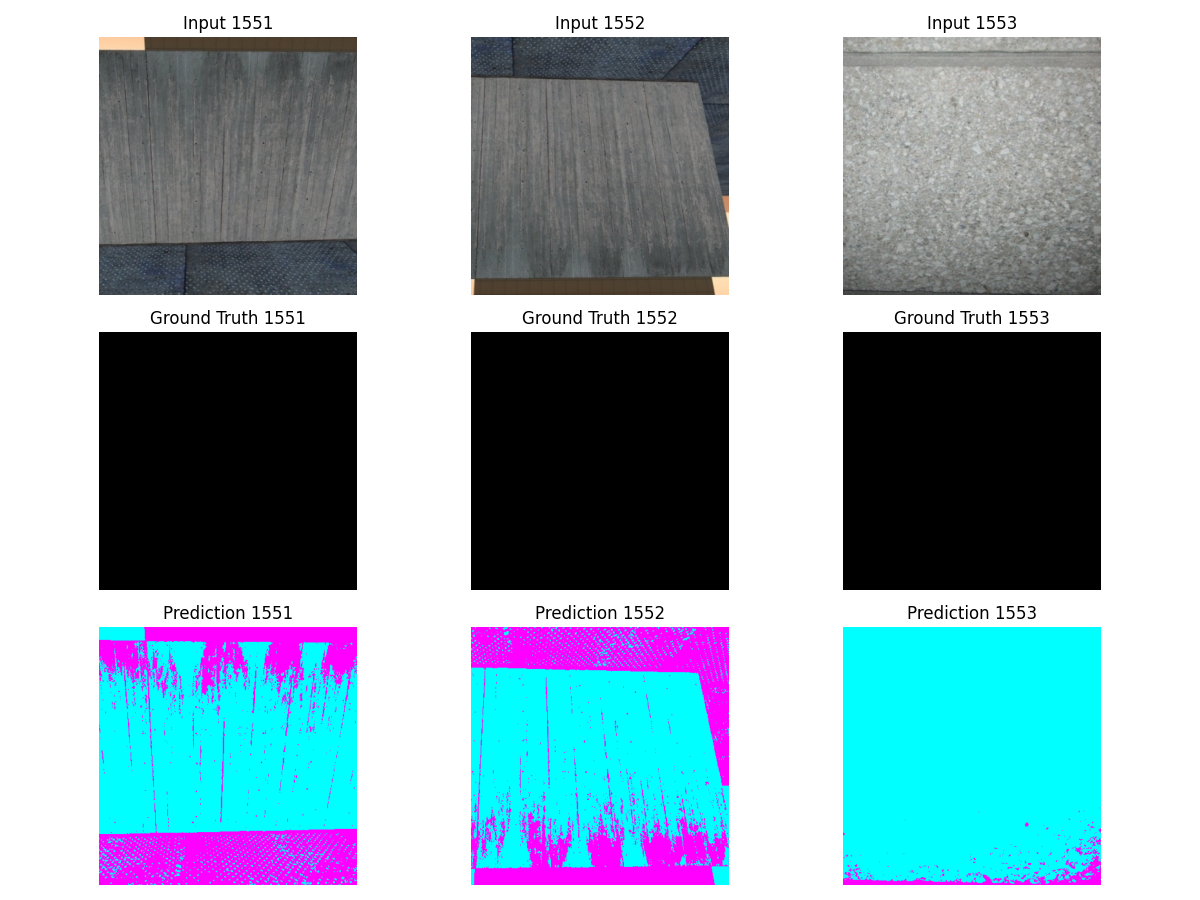 Input 1551
Input 1552
Input 1553
Ground Truth 1551
Ground Truth 1552
Ground Truth 1553
Prediction 1551
Prediction 1552
Prediction 1553